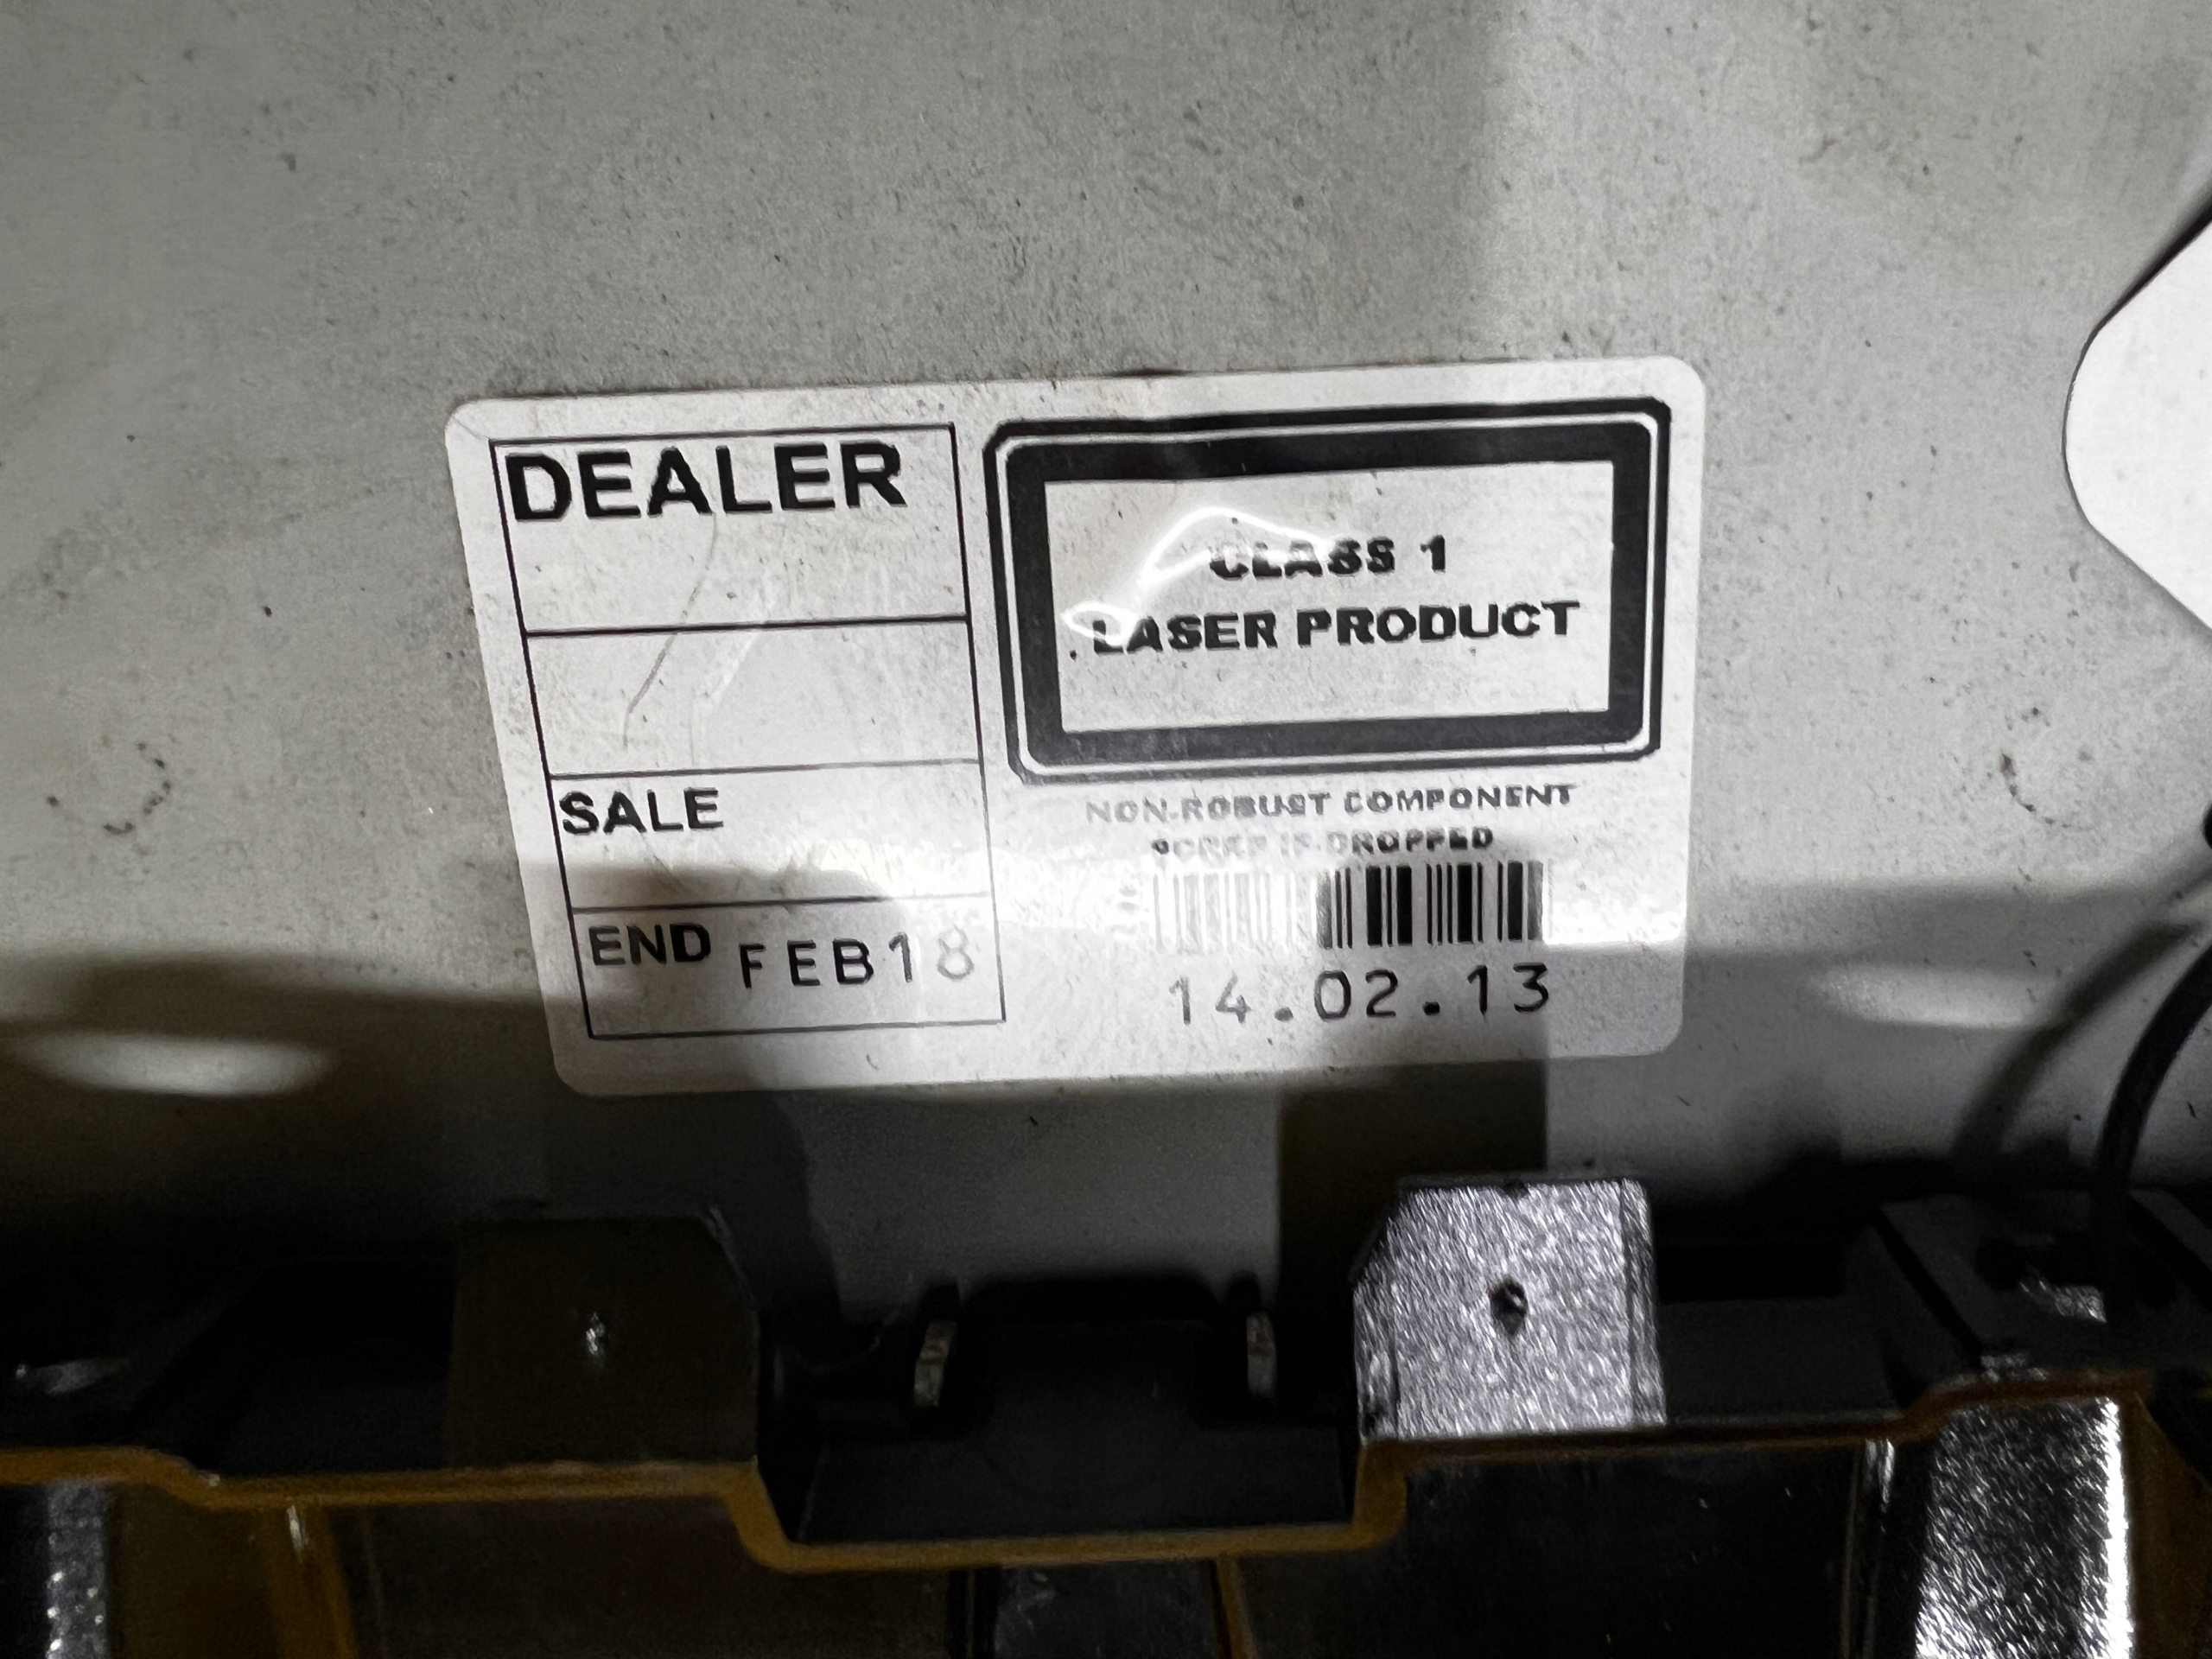 DEALER
SALE
END FEB18
CLASS 1
LASER PRODUCT
NON-ROBUST COMPONENT
SCRAP IF DROPPED
14.02.13